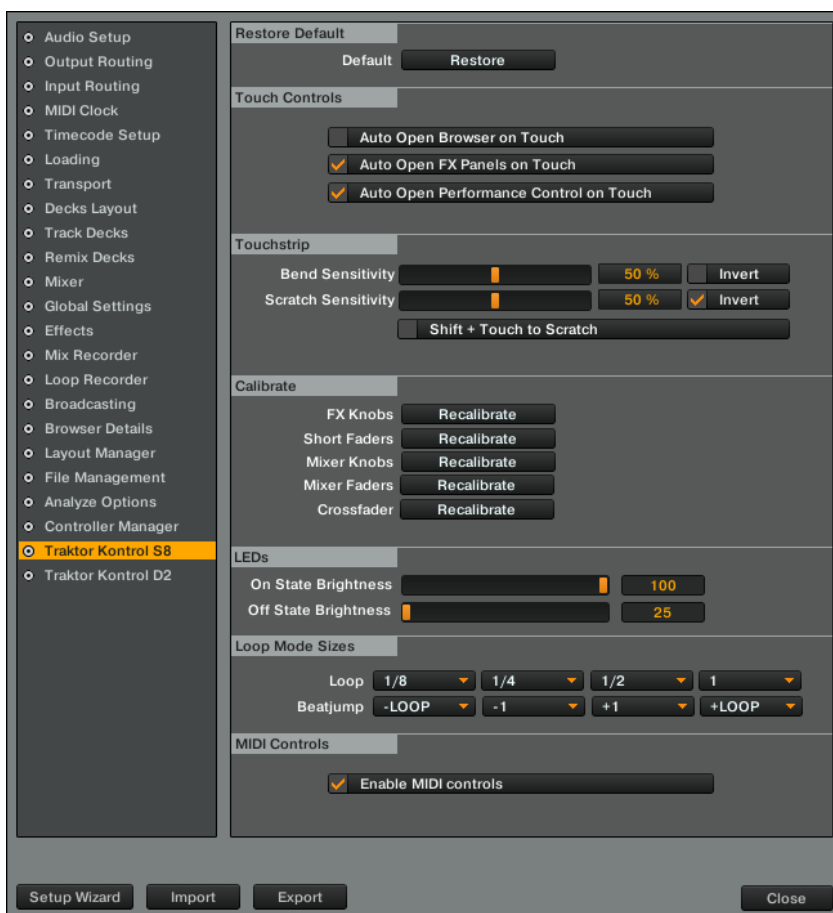 Audio Setup
Output Routing
Input Routing
MIDI Clock
Timecode Setup
Loading
Transport
Decks Layout
Track Decks
Remix Decks
Mixer
Global Settings
Effects
Mix Recorder
Loop Recorder
Broadcasting
Browser Details
Layout Manager
File Management
Analyze Options
Controller Manager
Traktor Kontrol S8
Traktor Kontrol D2
Restore Default
Default Restore
Touch Controls
Auto Open Browser on Touch
Auto Open FX Panels on Touch
Auto Open Performance Control on Touch
Touchstrip
Bend Sensitivity 50 % Invert
Scratch Sensitivity 50 % Invert
Shift + Touch to Scratch
Calibrate
FX Knobs Recalibrate
Short Faders Recalibrate
Mixer Knobs Recalibrate
Mixer Faders Recalibrate
Crossfader Recalibrate
LEDs
On State Brightness 100
Off State Brightness 25
Loop Mode Sizes
Loop 1/8 1/4 1/2 1
Beatjump -LOOP -1 +1 +LOOP
MIDI Controls
Enable MIDI controls
Setup Wizard Import Export Close